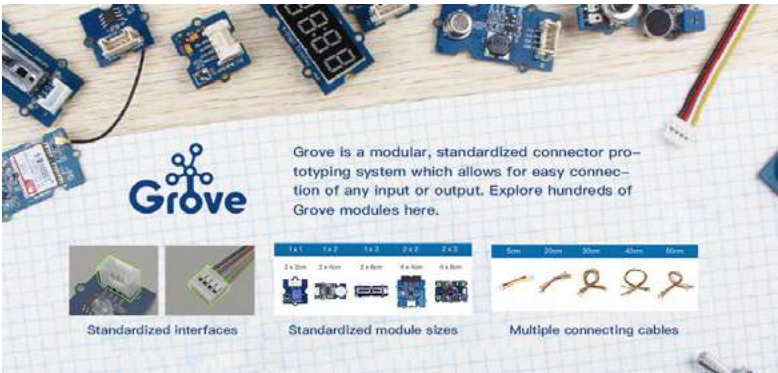 Grove is a modular, standardized connector pro-
totyping system which allows for easy connec-
tion of any input or output. Explore hundreds of
Grove modules here.
Grove
1 x 1 1 x 2 1 x 3 2 x 2 2 x 3
2 x 2cm 2 x 4cm 2 x 6cm 4 x 4cm 4 x 6cm
5cm 20cm 30cm 40cm 50cm
Standardized interfaces
Standardized module sizes
Multiple connecting cables